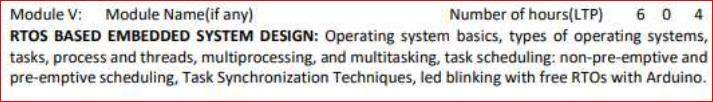 Module V: Module Name(if any) Number of hours(LTP) 6 0 4
RTOS BASED EMBEDDED SYSTEM DESIGN: Operating system basics, types of operating systems,
tasks, process and threads, multiprocessing, and multitasking, task scheduling: non-pre-emptive and
pre-emptive scheduling, Task Synchronization Techniques, led blinking with free RTOs with Arduino.